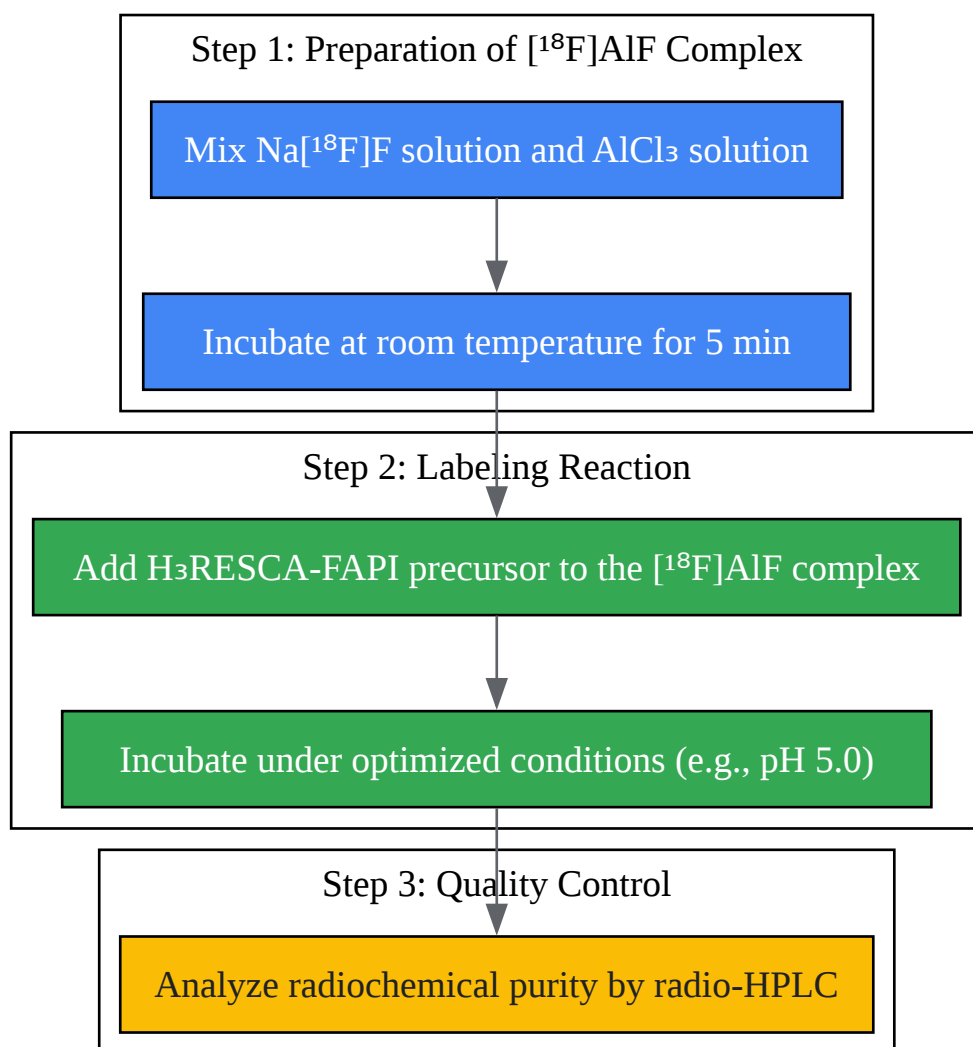 Step 1: Preparation of [¹⁸F]AlF Complex
Mix Na[¹⁸F]F solution and AlCl₃ solution
Incubate at room temperature for 5 min
Step 2: Labeling Reaction
Add H₃RESCA-FAPI precursor to the [¹⁸F]AlF complex
Incubate under optimized conditions (e.g., pH 5.0)
Step 3: Quality Control
Analyze radiochemical purity by radio-HPLC